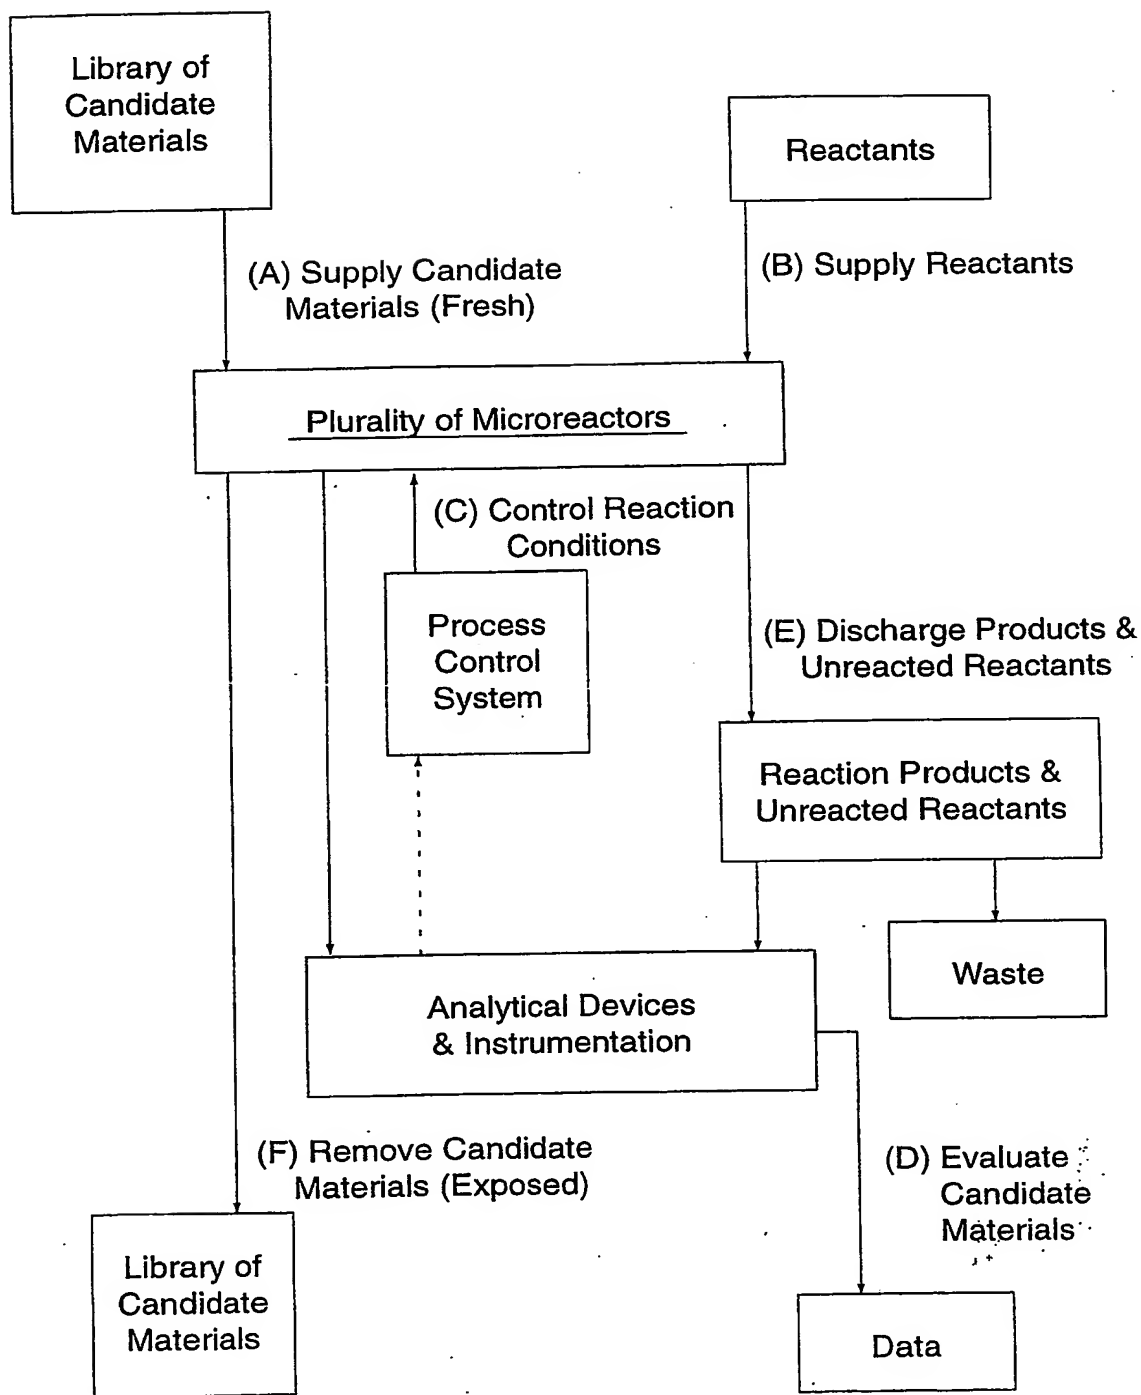 Library of
Candidate
Materials
Reactants
(A) Supply Candidate
Materials (Fresh)
(B) Supply Reactants
Plurality of Microreactors
(C) Control Reaction
Conditions
Process
Control
System
(E) Discharge Products &
Unreacted Reactants
Reaction Products &
Unreacted Reactants
Waste
Analytical Devices
& Instrumentation
(F) Remove Candidate
Materials (Exposed)
(D) Evaluate
Candidate
Materials
Library of
Candidate
Materials
Data